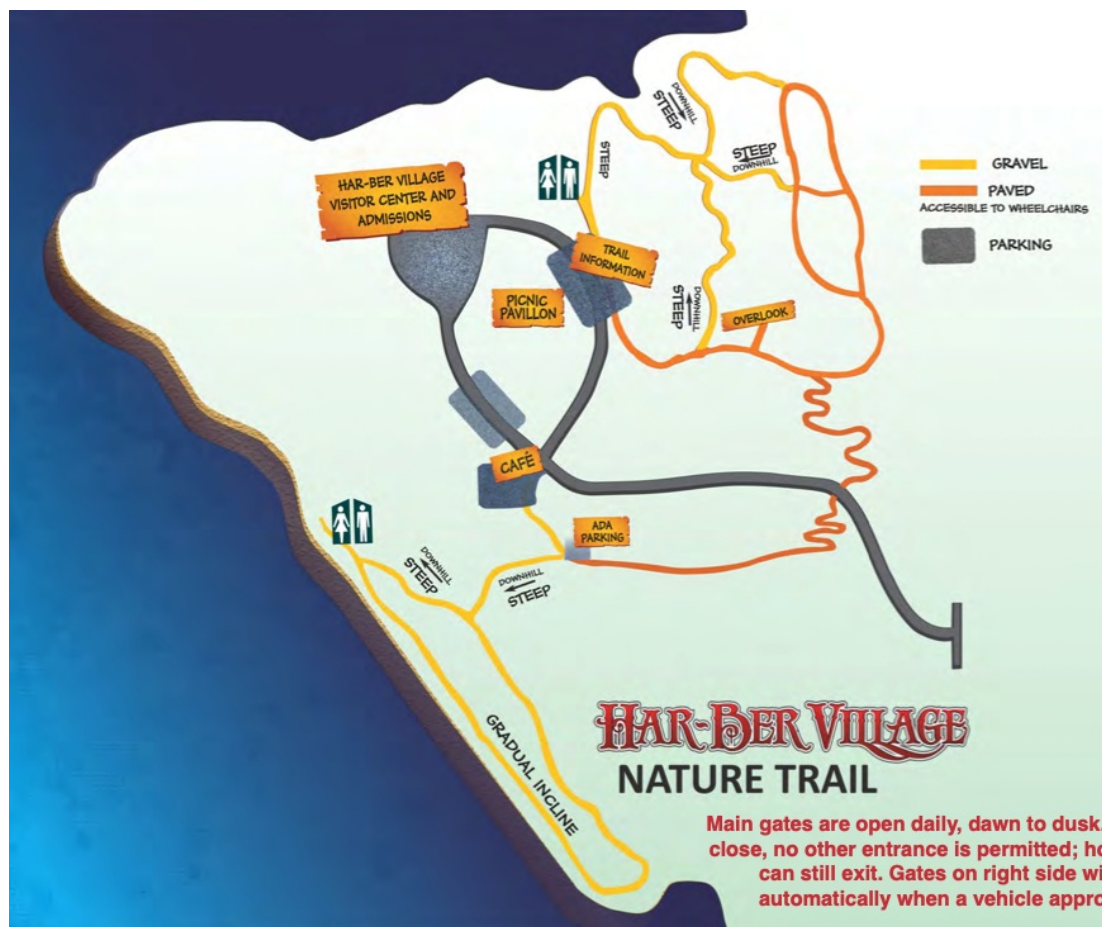 HAR-BER VILLAGE
VISITOR CENTER AND
ADMISSIONS
STEEP
DOWNHILL
STEEP
STEEP
DOWNHILL
GRAVEL
PAVED
ACCESSIBLE TO WHEELCHAIRS
PARKING
TRAIL
INFORMATION
PICNIC
PAVILLON
DOWNHILL
STEEP
OVERLOOK
CAFÉ
ADA
PARKING
DOWNHILL
STEEP
DOWNHILL
STEEP
GRADUAL INCLINE
HAR-BER VILLAGE
NATURE TRAIL
Main gates are open daily, dawn to dusk.
close, no other entrance is permitted; ho
can still exit. Gates on right side wi
automatically when a vehicle appro